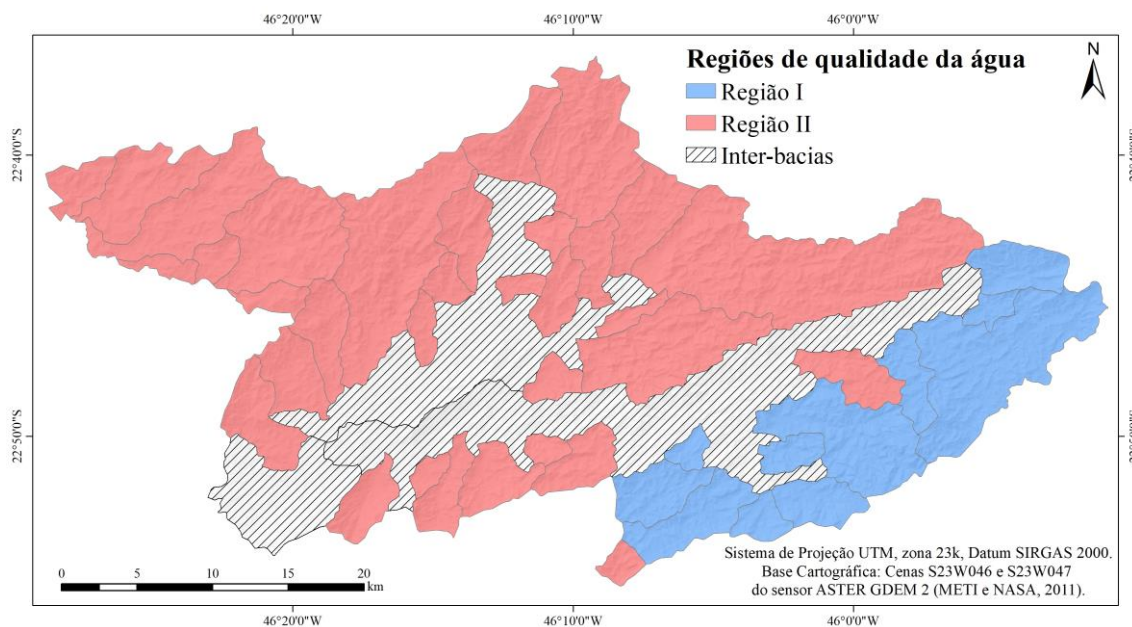 46°20'0"W 46°10'0"W 46°0'0"W
Regiões de qualidade da água
N
Região I
Região II
Inter-bacias
22°40'0"S
22°50'0"S
Sistema de Projeção UTM, zona 23k, Datum SIRGAS 2000.
Base Cartográfica: Cenas S23W046 e S23W047
do sensor ASTER GDEM 2 (METI e NASA, 2011).
0 5 10 15 20
km
46°20'0"W 46°10'0"W 46°0'0"W